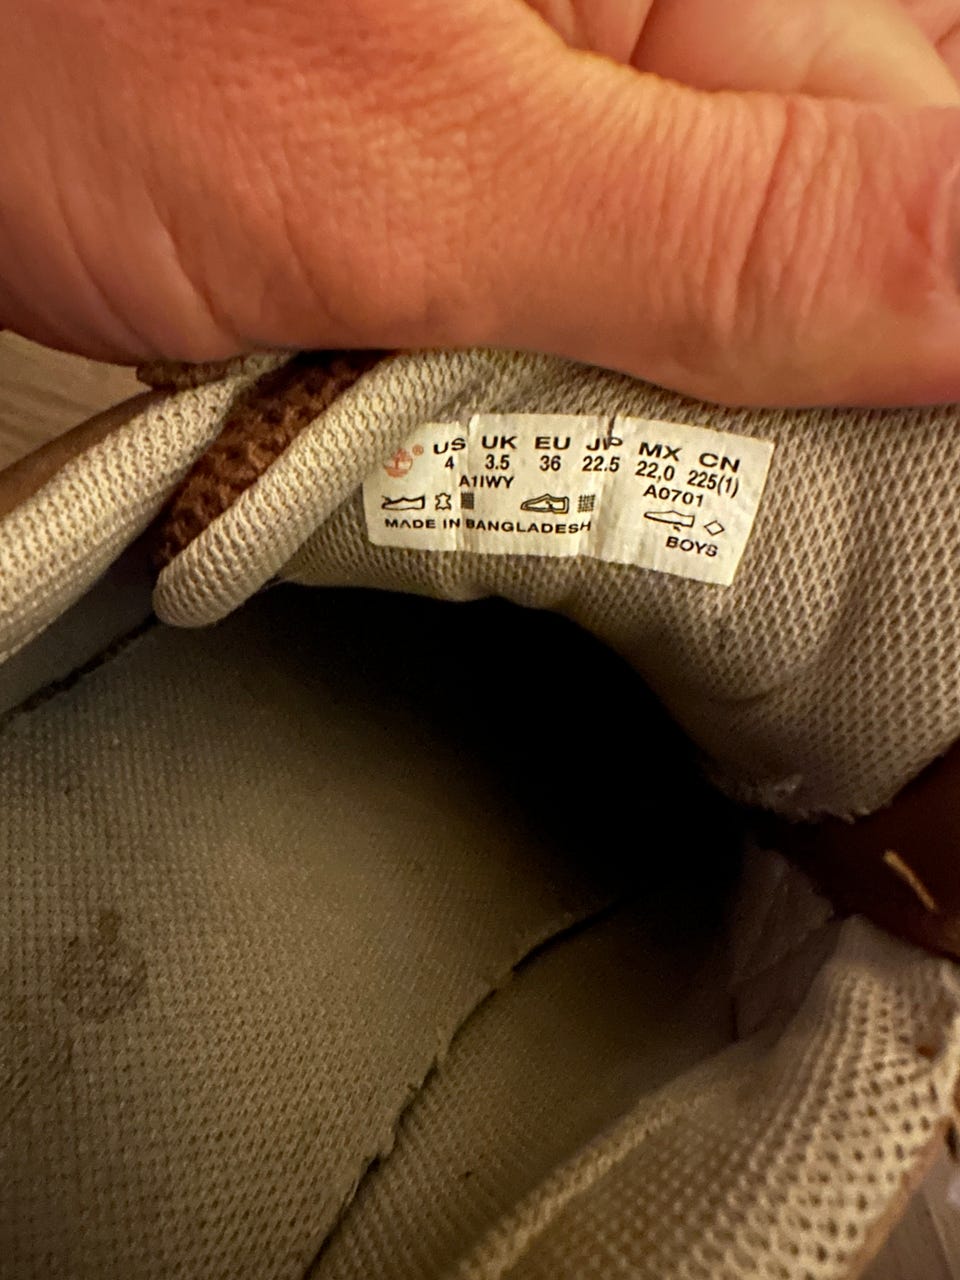 ® US UK EU JP MX CN
4 3.5 36 22.5 22,0 225(1)
A1IWY A0701
MADE IN BANGLADESH BOYS